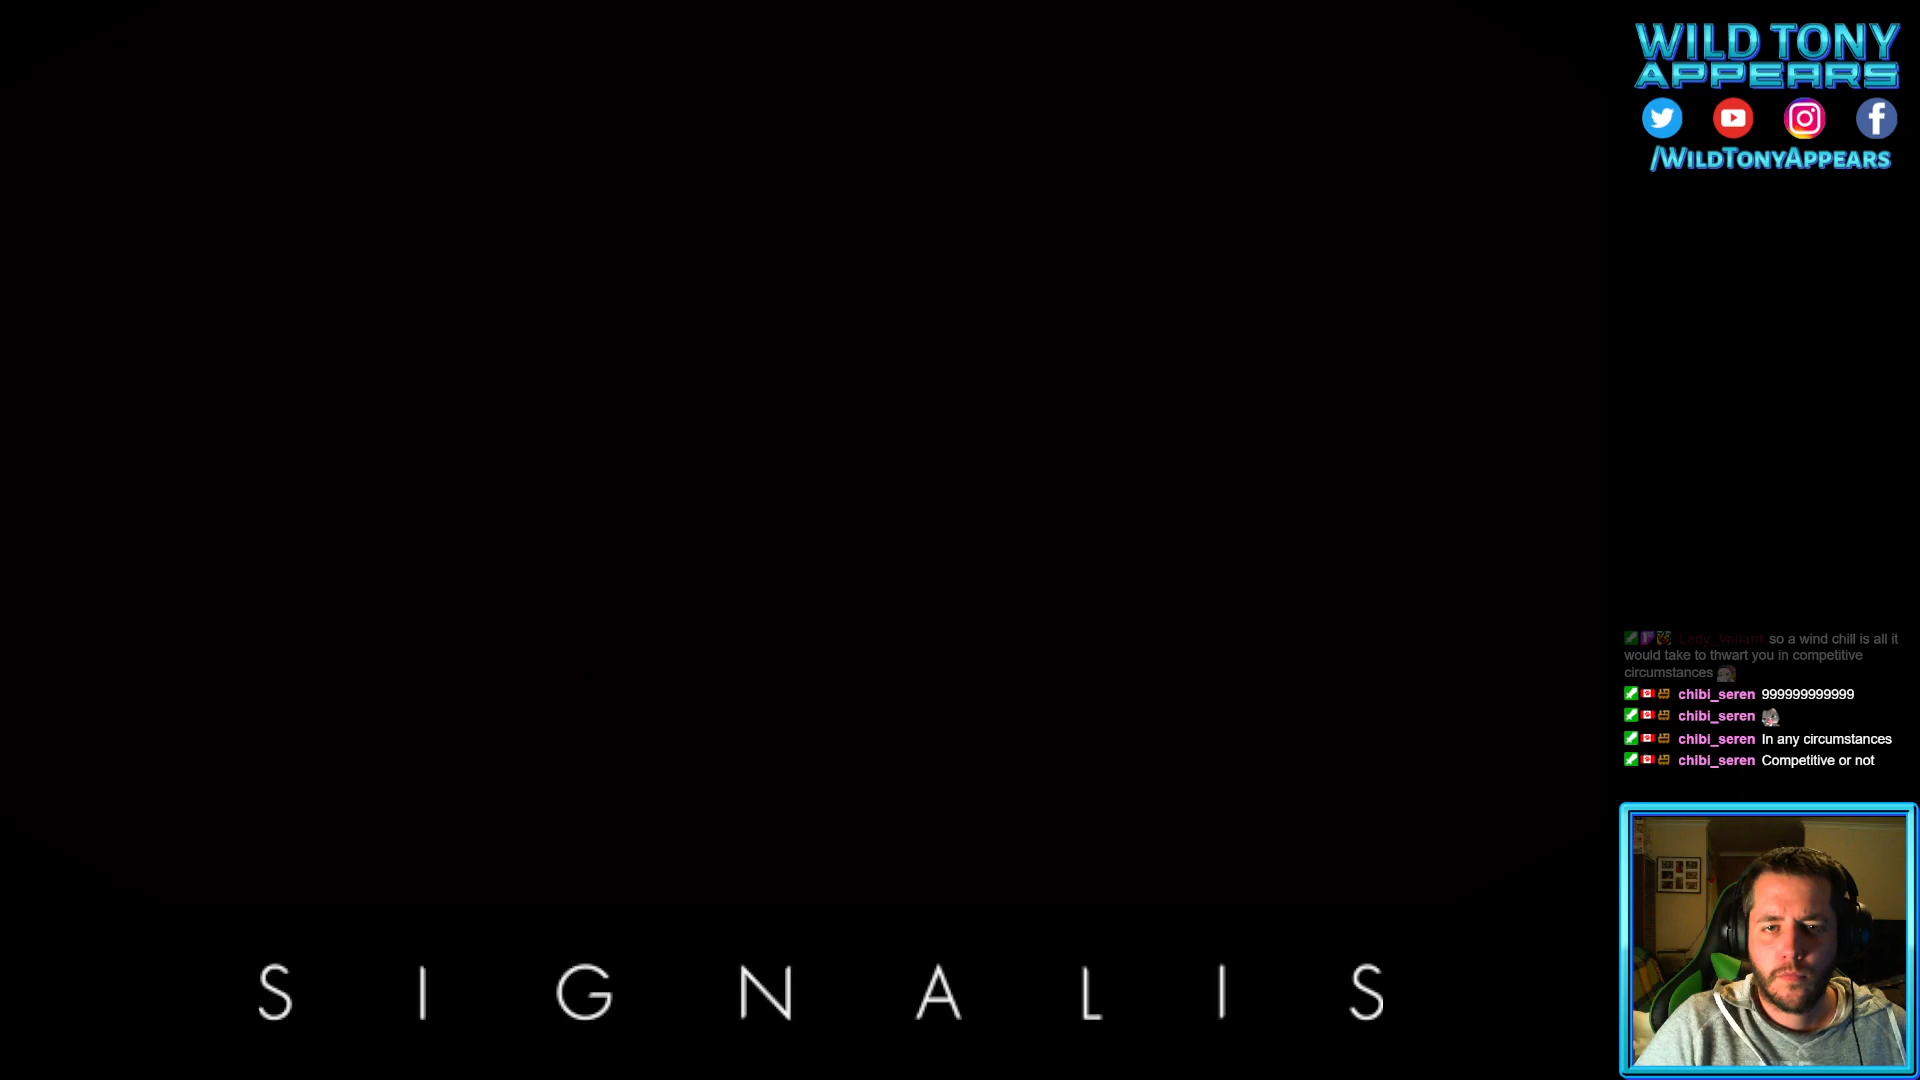 WILD TONY
APPEARS
/WILDTONYAPPEARS
Lady_Valiant so a wind chill is all it
would take to thwart you in competitive
circumstances
chibi_seren 999999999999
chibi_seren
chibi_seren In any circumstances
chibi_seren Competitive or not
S I G N A L I S